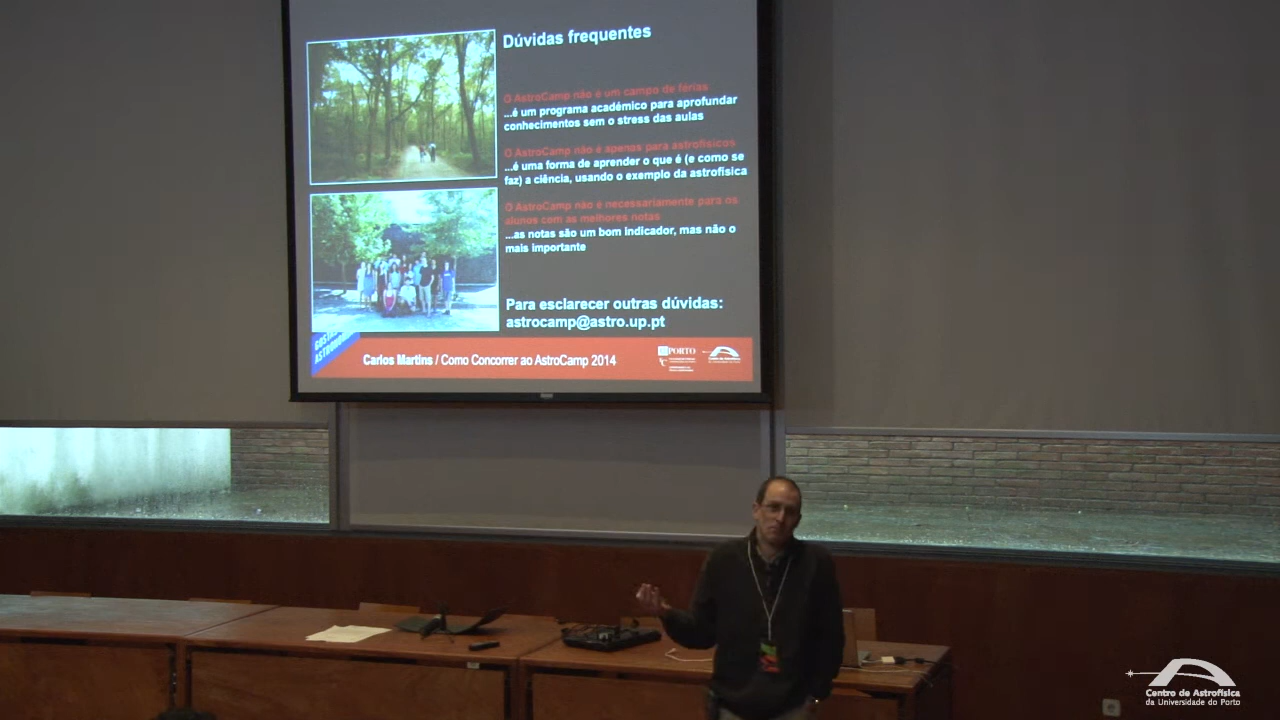 Dúvidas frequentes
O AstroCamp não é um campo de férias
...é um programa académico para aprofundar
conhecimentos sem o stress das aulas
O AstroCamp não é apenas para astrofísicos
...é uma forma de aprender o que é (e como se
faz) a ciência, usando o exemplo da astrofísica
O AstroCamp não é necessariamente para os
alunos com as melhores notas
...as notas são um bom indicador, mas não o
mais importante
Para esclarecer outras dúvidas:
astrocamp@astro.up.pt
Carlos Martins / Como Concorrer ao AstroCamp 2014
PORTO
Centro de Astrofísica
da Universidade do Porto